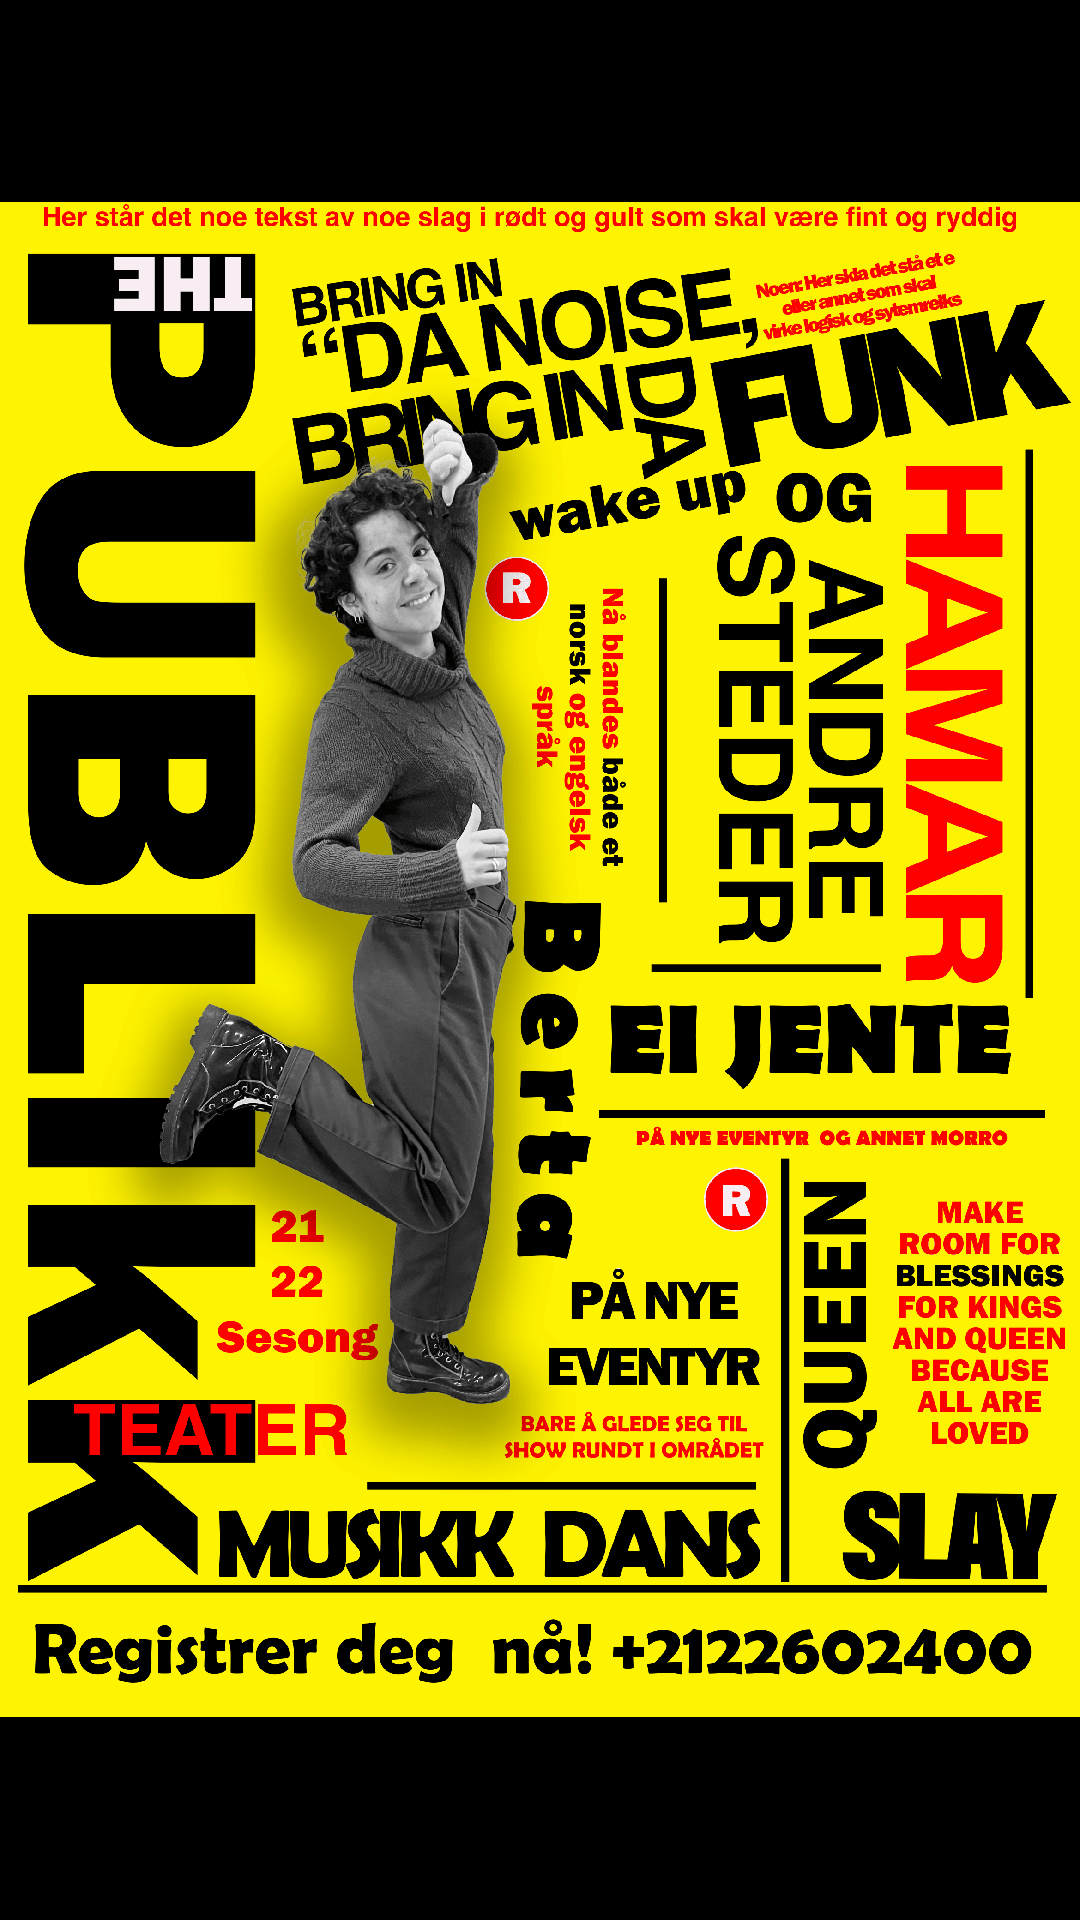 Her står det noe tekst av noe slag i rødt og gult som skal være fint og ryddig
THE
PUBLIKK
BRING IN
“DA NOISE,
BRING IN DA FUNK
Noen: Her skla det stå et e
eller annet som skal
virke logisk og sytemreiks
wake up
OG
ANDRE
STEDER
HAMAR
R
Nå blandes både et
norsk og engelsk
språk
Berta
EI JENTE
PÅ NYE EVENTYR OG ANNET MORRO
R
QUEEN
MAKE
ROOM FOR
BLESSINGS
FOR KINGS
AND QUEEN
BECAUSE
ALL ARE
LOVED
21
22
Sesong
TEATER
PÅ NYE
EVENTYR
BARE Å GLEDE SEG TIL
SHOW RUNDT I OMRÅDET
MUSIKK DANS
SLAY
Registrer deg nå! +2122602400